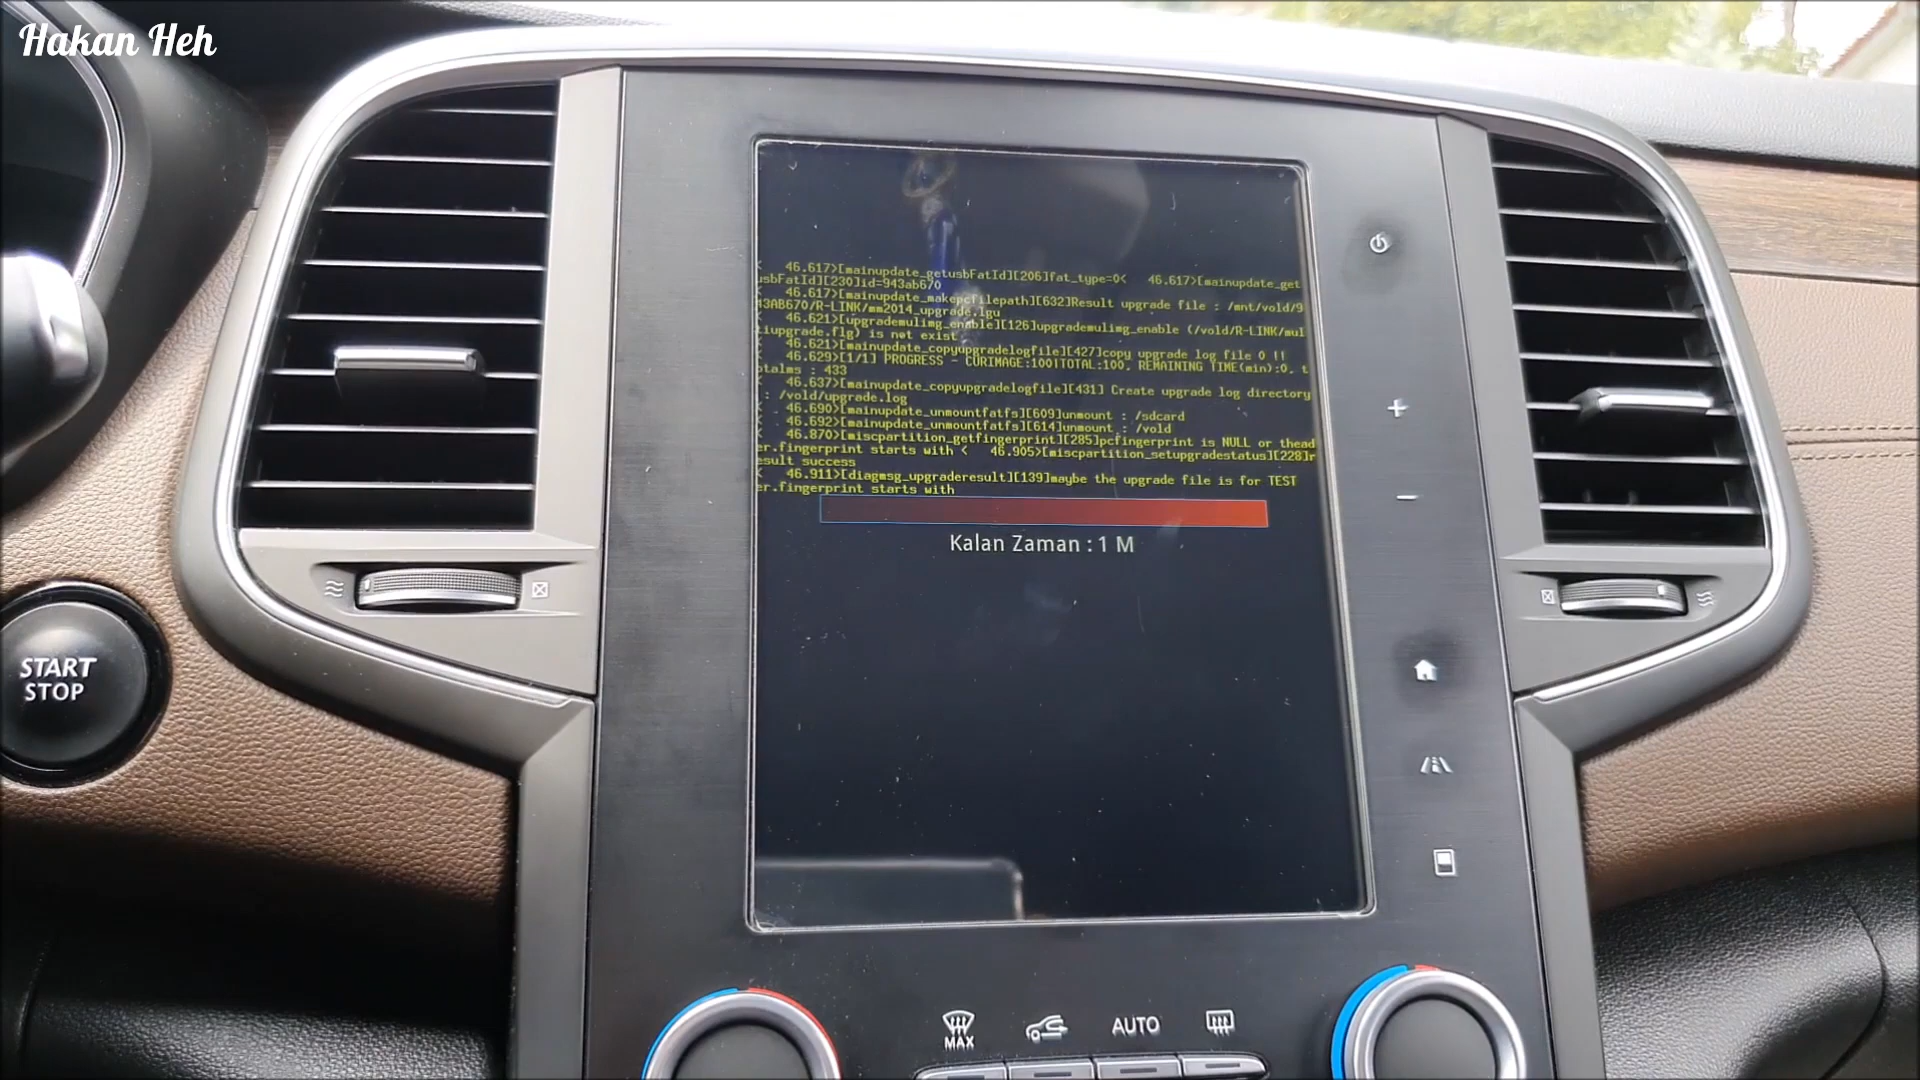 Hakan Heh
< 46.617>[mainupdate_getusbFatId][206]fat_type=0< 46.617>[mainupdate_get
usbFatId][230]id=943ab670
< 46.617>[mainupdate_makepcfilepath][632]Result upgrade file : /mnt/vold/9
43AB670/R-LINK/mm2014_upgrade.lgu
< 46.621>[upgrademulimg_enable][126]upgrademulimg_enable (/vold/R-LINK/mul
tiupgrade.flg) is not exist
< 46.621>[mainupdate_copyupgradelogfile][427]copy upgrade log file 0 !!
< 46.629>[1/1] PROGRESS - CURIMAGE:100|TOTAL:100, REMAINING TIME(min):0, t
otalms : 433
< 46.637>[mainupdate_copyupgradelogfile][431] Create upgrade log directory
: /vold/upgrade.log
< 46.690>[mainupdate_unmountfatfs][609]unmount : /sdcard
< 46.692>[mainupdate_unmountfatfs][614]unmount : /vold
< 46.870>[miscpartition_getfingerprint][285]pcfingerprint is NULL or thead
er.fingerprint starts with < 46.905>[miscpartition_setupgradestatus][228]r
esult success
< 46.911>[diagmsg_upgraderesult][139]maybe the upgrade file is for TEST
er.fingerprint starts with
Kalan Zaman : 1 M
START
STOP
MAX
AUTO